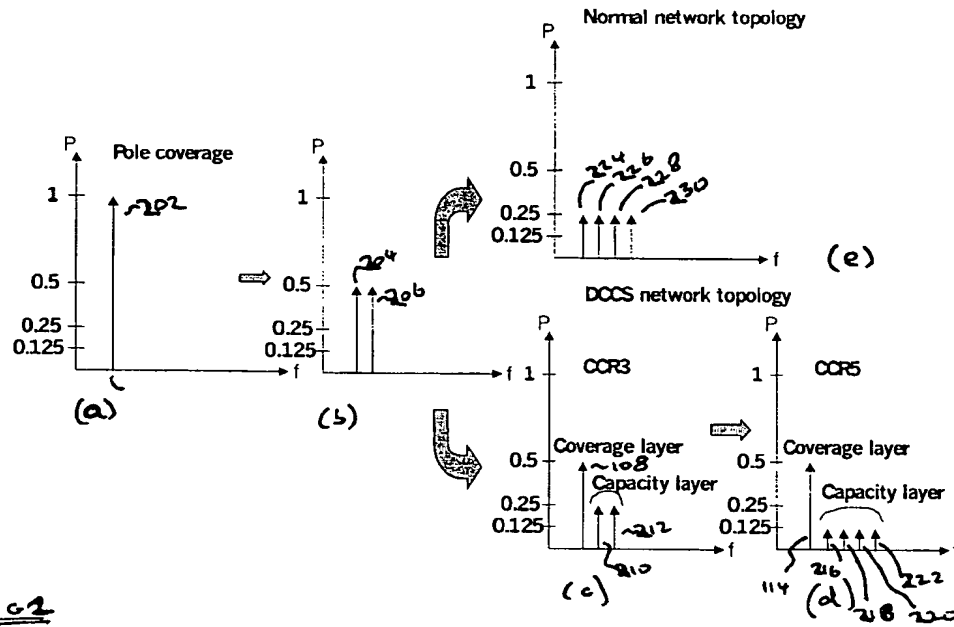 Normal network topology
P
1
0.5
0.25
0.125
f
224
226
228
230
(e)
P
Pole coverage
1
0.5
0.25
0.125
f
202
(a)
P
1
0.5
0.25
0.125
f
204
206
(b)
DCCS network topology
P
CCR3
1
0.5
0.25
0.125
f
Coverage layer
~108
Capacity layer
~212
210
(c)
P
CCR5
1
0.5
0.25
0.125
Coverage layer
Capacity layer
114
216
218
220
222
(d)